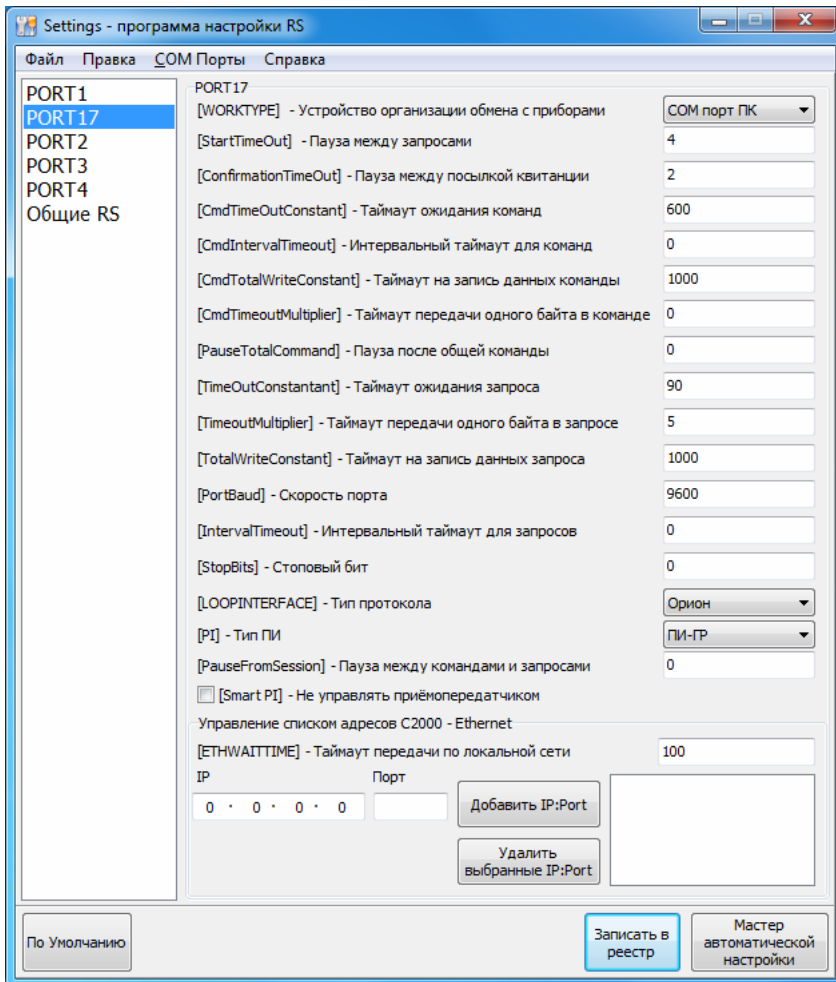 Settings - программа настройки RS
Файл Правка COM Порты Справка
PORT1
PORT17
PORT2
PORT3
PORT4
Общие RS
PORT17
[WORKTYPE] - Устройство организации обмена с приборами COM порт ПК
[StartTimeOut] - Пауза между запросами 4
[ConfirmationTimeOut] - Пауза между посылкой квитанции 2
[CmdTimeOutConstant] - Таймаут ожидания команд 600
[CmdIntervalTimeout] - Интервальный таймаут для команд 0
[CmdTotalWriteConstant] - Таймаут на запись данных команды 1000
[CmdTimeoutMultiplier] - Таймаут передачи одного байта в команде 0
[PauseTotalCommand] - Пауза после общей команды 0
[TimeOutConstantant] - Таймаут ожидания запроса 90
[TimeoutMultiplier] - Таймаут передачи одного байта в запросе 5
[TotalWriteConstant] - Таймаут на запись данных запроса 1000
[PortBaud] - Скорость порта 9600
[IntervalTimeout] - Интервальный таймаут для запросов 0
[StopBits] - Стоповый бит 0
[LOOPINTERFACE] - Тип протокола Орион
[PI] - Тип ПИ ПИ-ГР
[PauseFromSession] - Пауза между командами и запросами 0
[Smart PI] - Не управлять приёмопередатчиком
Управление списком адресов С2000 - Ethernet
[ETHWAITTIME] - Таймаут передачи по локальной сети 100
IP Порт
0 . 0 . 0 . 0 Добавить IP:Port
Удалить
выбранные IP:Port
По Умолчанию
Записать в
реестр
Мастер
автоматической
настройки